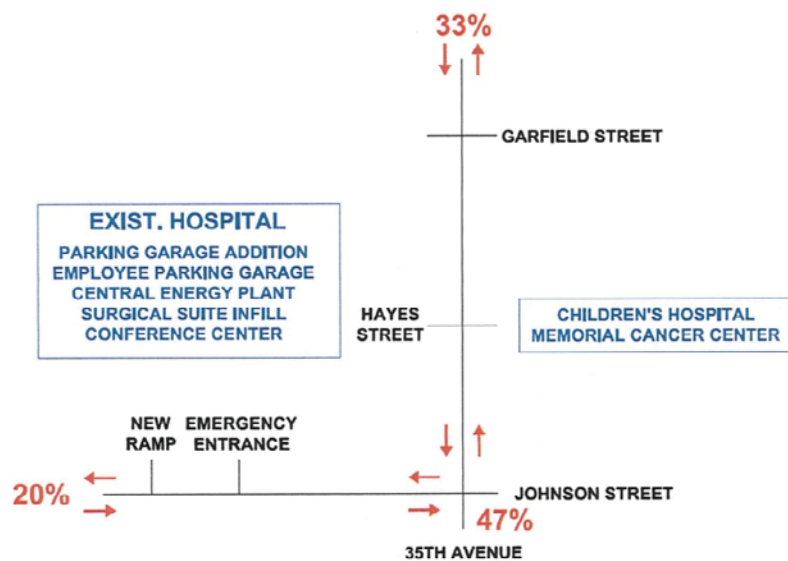 33%
GARFIELD STREET
EXIST. HOSPITAL
PARKING GARAGE ADDITION
EMPLOYEE PARKING GARAGE
CENTRAL ENERGY PLANT
SURGICAL SUITE INFILL
CONFERENCE CENTER
HAYES
STREET
CHILDREN'S HOSPITAL
MEMORIAL CANCER CENTER
NEW
RAMP
EMERGENCY
ENTRANCE
20%
JOHNSON STREET
47%
35TH AVENUE